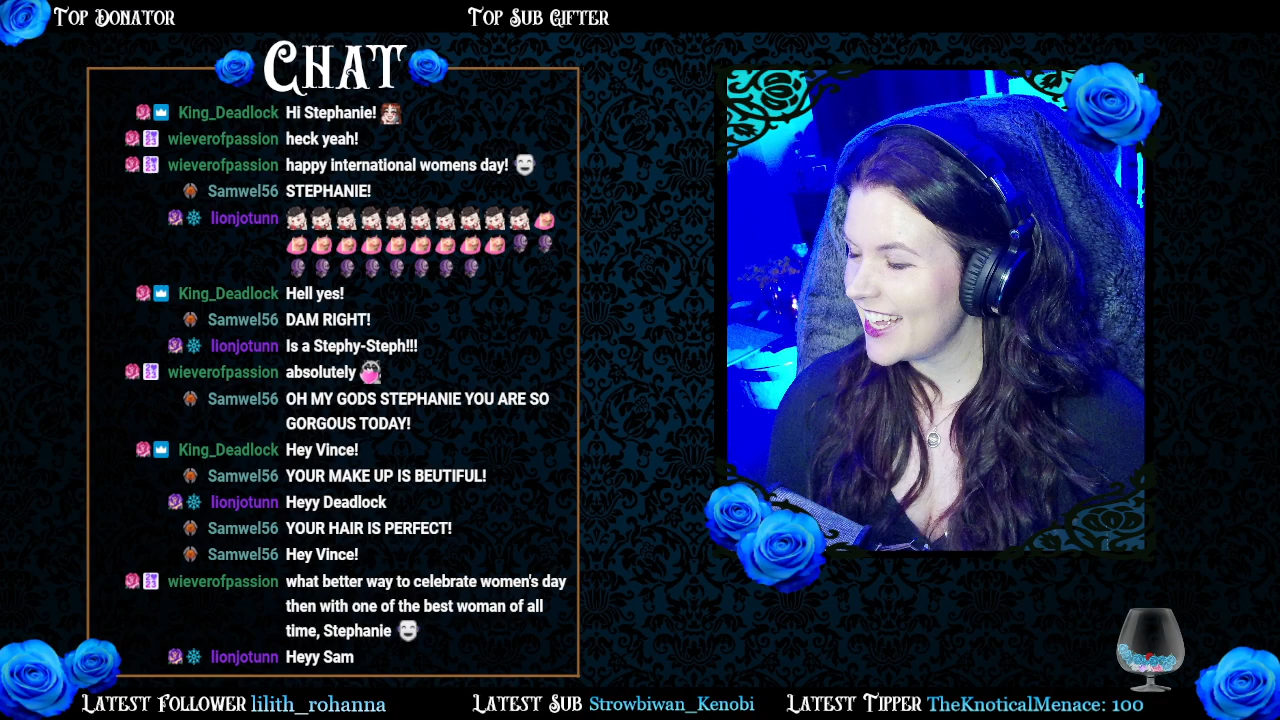 Top Donator
Top Sub Gifter
Chat
King_Deadlock Hi Stephanie!
wieverofpassion heck yeah!
wieverofpassion happy international womens day!
Samwel56 STEPHANIE!
lionjotunn
King_Deadlock Hell yes!
Samwel56 DAM RIGHT!
lionjotunn Is a Stephy-Steph!!!
wieverofpassion absolutely
Samwel56 OH MY GODS STEPHANIE YOU ARE SO
GORGOUS TODAY!
King_Deadlock Hey Vince!
Samwel56 YOUR MAKE UP IS BEUTIFUL!
lionjotunn Heyy Deadlock
Samwel56 YOUR HAIR IS PERFECT!
Samwel56 Hey Vince!
wieverofpassion what better way to celebrate women's day
then with one of the best woman of all
time, Stephanie
lionjotunn Heyy Sam
Latest Follower lilith_rohanna
Latest Sub Strowbiwan_Kenobi
Latest Tipper TheKnoticalMenace: 100